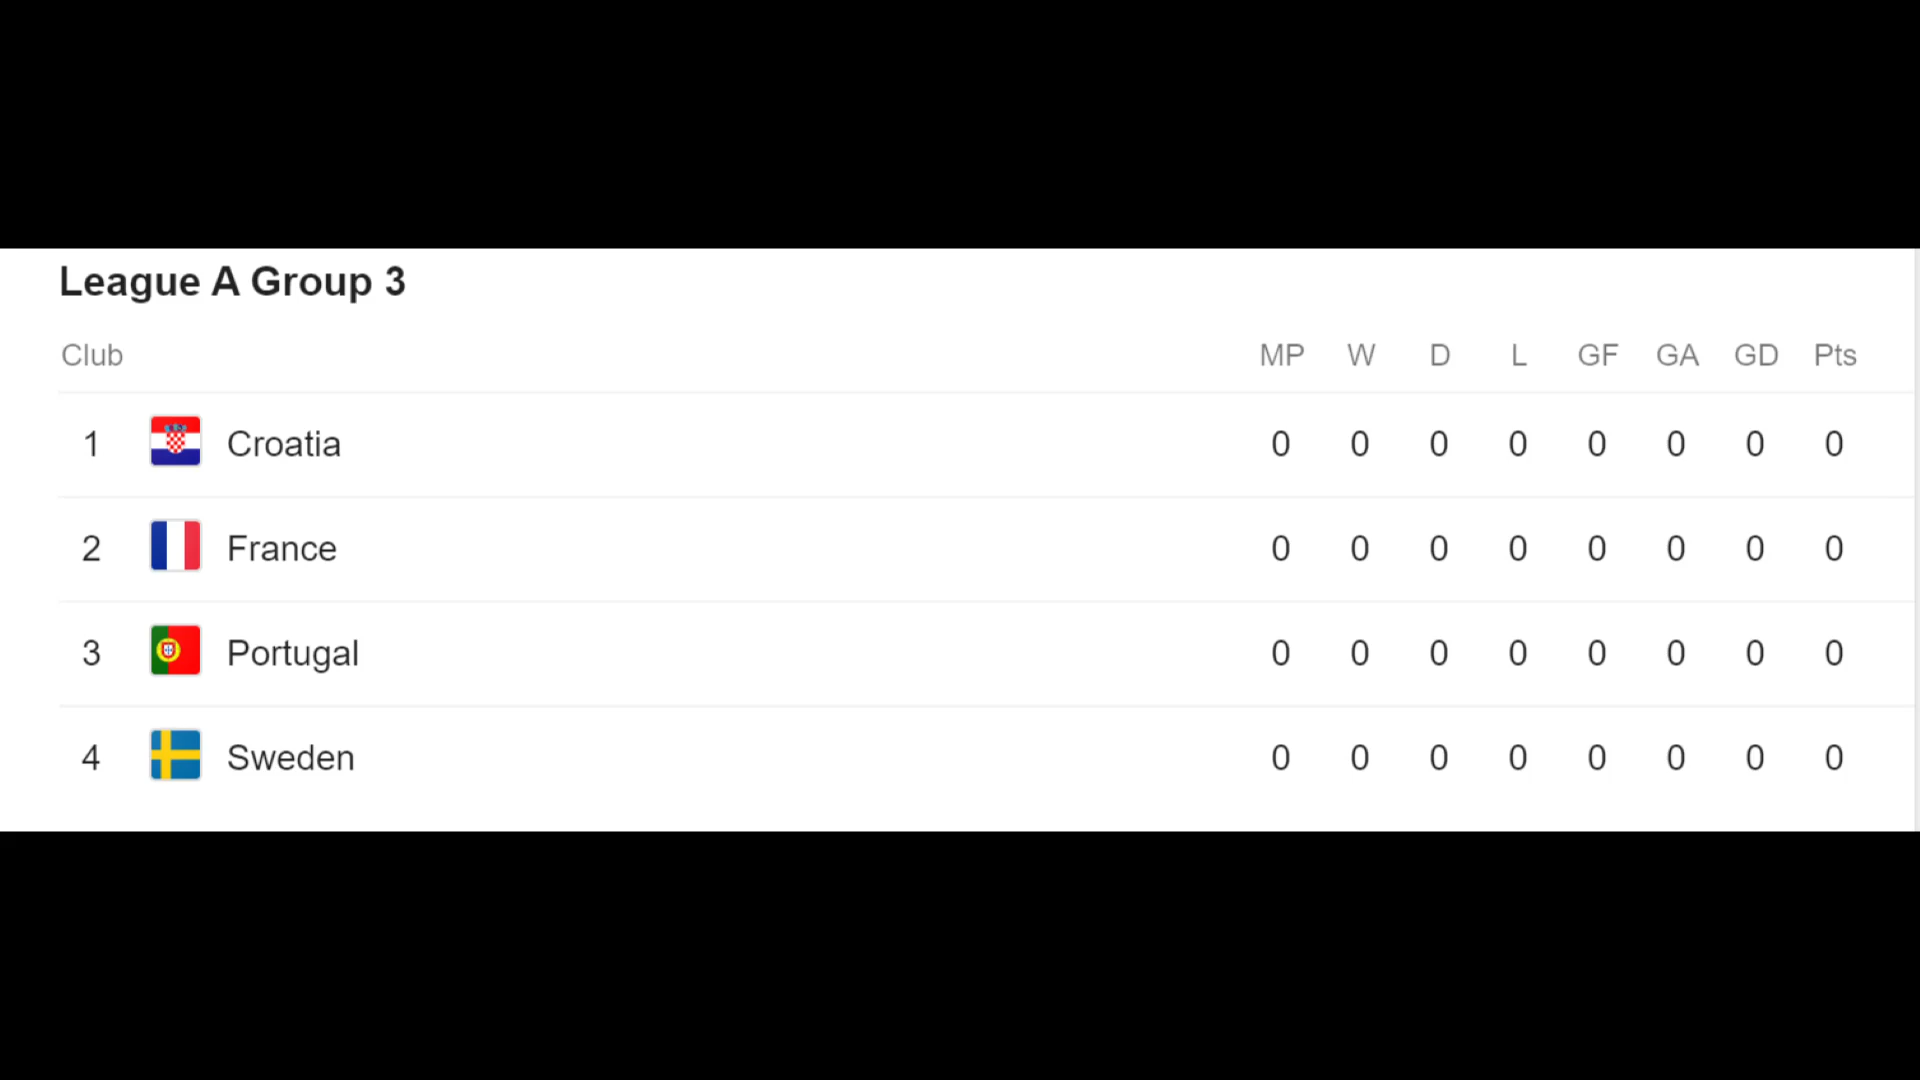 League A Group 3
Club MP W D L GF GA GD Pts
1 Croatia 0 0 0 0 0 0 0 0
2 France 0 0 0 0 0 0 0 0
3 Portugal 0 0 0 0 0 0 0 0
4 Sweden 0 0 0 0 0 0 0 0